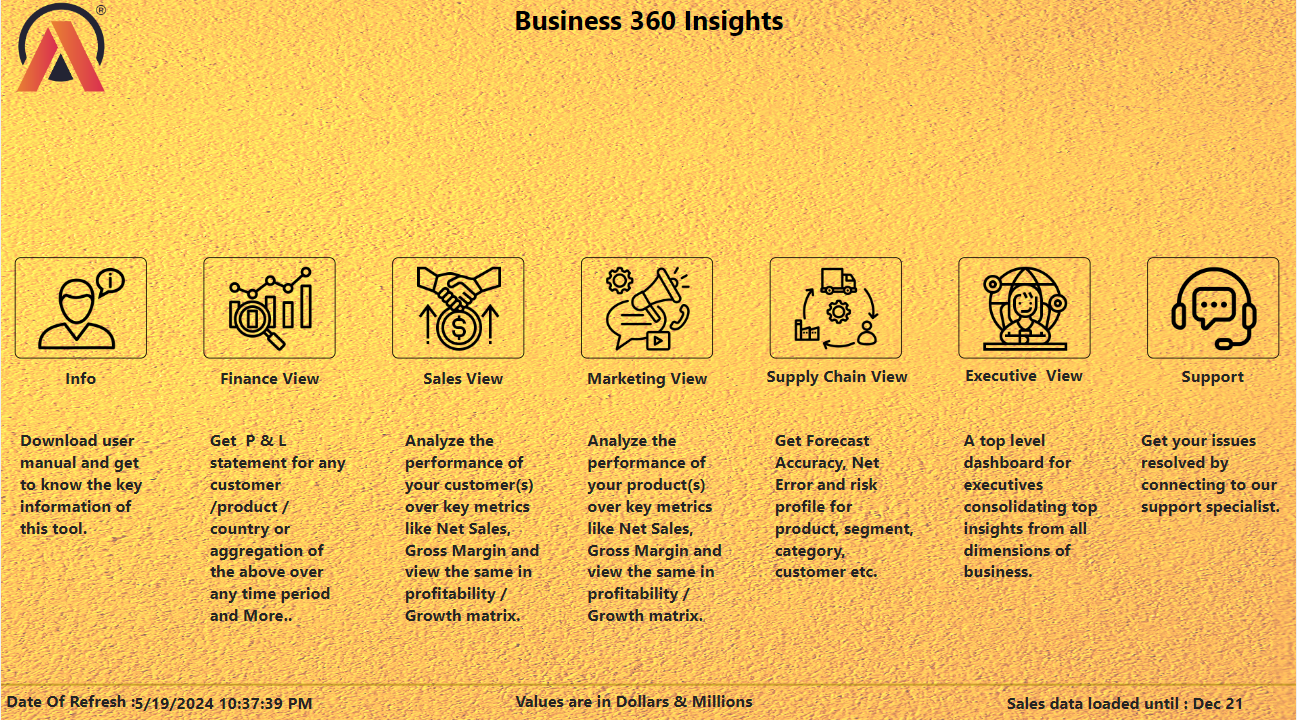 ®
Business 360 Insights
Info
Finance View
Sales View
Marketing View
Supply Chain View
Executive  View
Support
Download user
manual and get
to know the key
information of
this tool.
Get  P & L
statement for any
customer
/product /
country or
aggregation of
the above over
any time period
and More..
Analyze the
performance of
your customer(s)
over key metrics
like Net Sales,
Gross Margin and
view the same in
profitability /
Growth matrix.
Analyze the
performance of
your product(s)
over key metrics
like Net Sales,
Gross Margin and
view the same in
profitability /
Growth matrix.
Get Forecast
Accuracy, Net
Error and risk
profile for
product, segment,
category,
customer etc.
A top level
dashboard for
executives
consolidating top
insights from all
dimensions of
business.
Get your issues
resolved by
connecting to our
support specialist.
Date Of Refresh :5/19/2024 10:37:39 PM
Values are in Dollars & Millions
Sales data loaded until : Dec 21